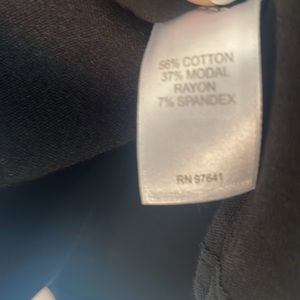 56% COTTON
37% MODAL
RAYON
7% SPANDEX
RN 97641